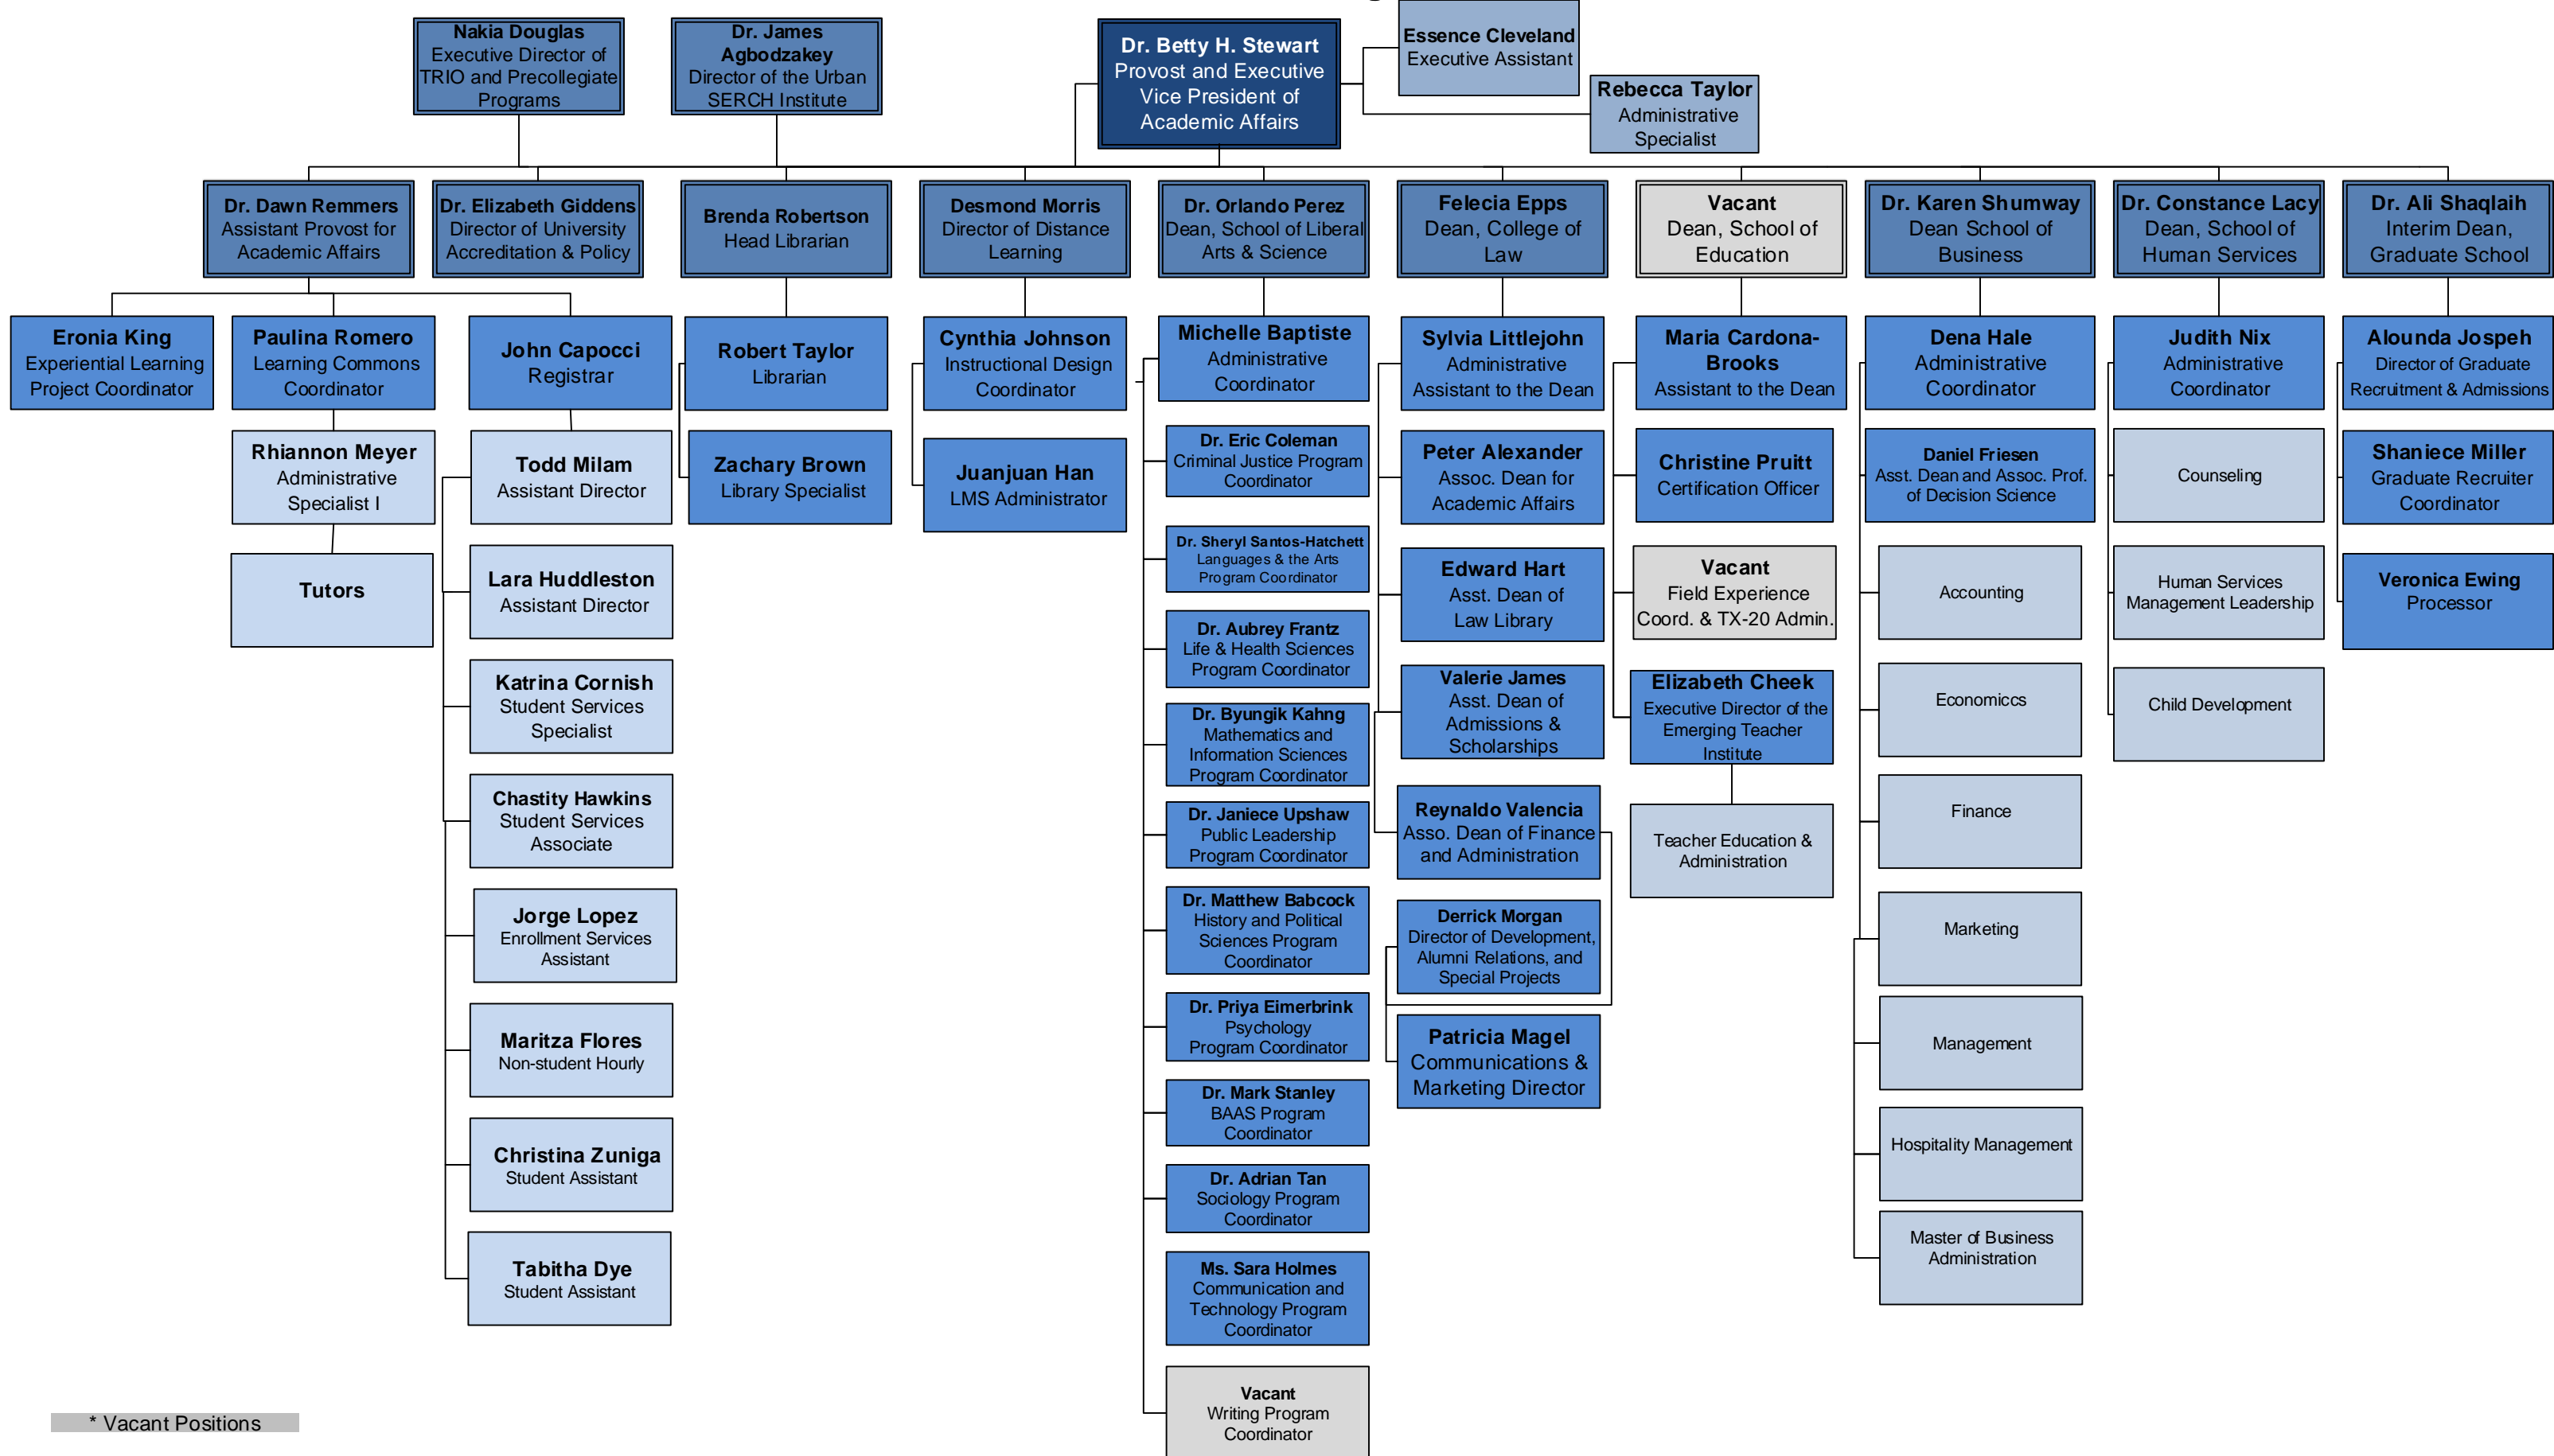 Nakia Douglas
Executive Director of
TRIO and Precollegiate
Programs
Dr. James
Agbodzakey
Director of the Urban
SERCH Institute
Dr. Betty H. Stewart
Provost and Executive
Vice President of
Academic Affairs
Essence Cleveland
Executive Assistant
Rebecca Taylor
Administrative
Specialist
Dr. Dawn Remmers
Assistant Provost for
Academic Affairs
Dr. Elizabeth Giddens
Director of University
Accreditation & Policy
Brenda Robertson
Head Librarian
Desmond Morris
Director of Distance
Learning
Dr. Orlando Perez
Dean, School of Liberal
Arts & Science
Felecia Epps
Dean, College of
Law
Vacant
Dean, School of
Education
Dr. Karen Shumway
Dean School of
Business
Dr. Constance Lacy
Dean, School of
Human Services
Dr. Ali Shaqlaih
Interim Dean,
Graduate School
Eronia King
Experiential Learning
Project Coordinator
Paulina Romero
Learning Commons
Coordinator
John Capocci
Registrar
Robert Taylor
Librarian
Cynthia Johnson
Instructional Design
Coordinator
Michelle Baptiste
Administrative
Coordinator
Sylvia Littlejohn
Administrative
Assistant to the Dean
Maria Cardona-
Brooks
Assistant to the Dean
Dena Hale
Administrative
Coordinator
Judith Nix
Administrative
Coordinator
Alounda Jospeh
Director of Graduate
Recruitment & Admissions
Rhiannon Meyer
Administrative
Specialist I
Todd Milam
Assistant Director
Zachary Brown
Library Specialist
Juanjuan Han
LMS Administrator
Dr. Eric Coleman
Criminal Justice Program
Coordinator
Peter Alexander
Assoc. Dean for
Academic Affairs
Christine Pruitt
Certification Officer
Daniel Friesen
Asst. Dean and Assoc. Prof.
of Decision Science
Counseling
Shaniece Miller
Graduate Recruiter
Coordinator
Tutors
Lara Huddleston
Assistant Director
Dr. Sheryl Santos-Hatchett
Languages & the Arts
Program Coordinator
Edward Hart
Asst. Dean of
Law Library
Vacant
Field Experience
Coord. & TX-20 Admin.
Accounting
Human Services
Management Leadership
Veronica Ewing
Processor
Dr. Aubrey Frantz
Life & Health Sciences
Program Coordinator
Katrina Cornish
Student Services
Specialist
Dr. Byungik Kahng
Mathematics and
Information Sciences
Program Coordinator
Valerie James
Asst. Dean of
Admissions &
Scholarships
Elizabeth Cheek
Executive Director of the
Emerging Teacher
Institute
Economiccs
Child Development
Chastity Hawkins
Student Services
Associate
Dr. Janiece Upshaw
Public Leadership
Program Coordinator
Reynaldo Valencia
Asso. Dean of Finance
and Administration
Teacher Education &
Administration
Finance
Jorge Lopez
Enrollment Services
Assistant
Dr. Matthew Babcock
History and Political
Sciences Program
Coordinator
Derrick Morgan
Director of Development,
Alumni Relations, and
Special Projects
Marketing
Maritza Flores
Non-student Hourly
Dr. Priya Eimerbrink
Psychology
Program Coordinator
Patricia Magel
Communications &
Marketing Director
Management
Dr. Mark Stanley
BAAS Program
Coordinator
Christina Zuniga
Student Assistant
Dr. Adrian Tan
Sociology Program
Coordinator
Hospitality Management
Tabitha Dye
Student Assistant
Ms. Sara Holmes
Communication and
Technology Program
Coordinator
Master of Business
Administration
Vacant
Writing Program
Coordinator
* Vacant Positions